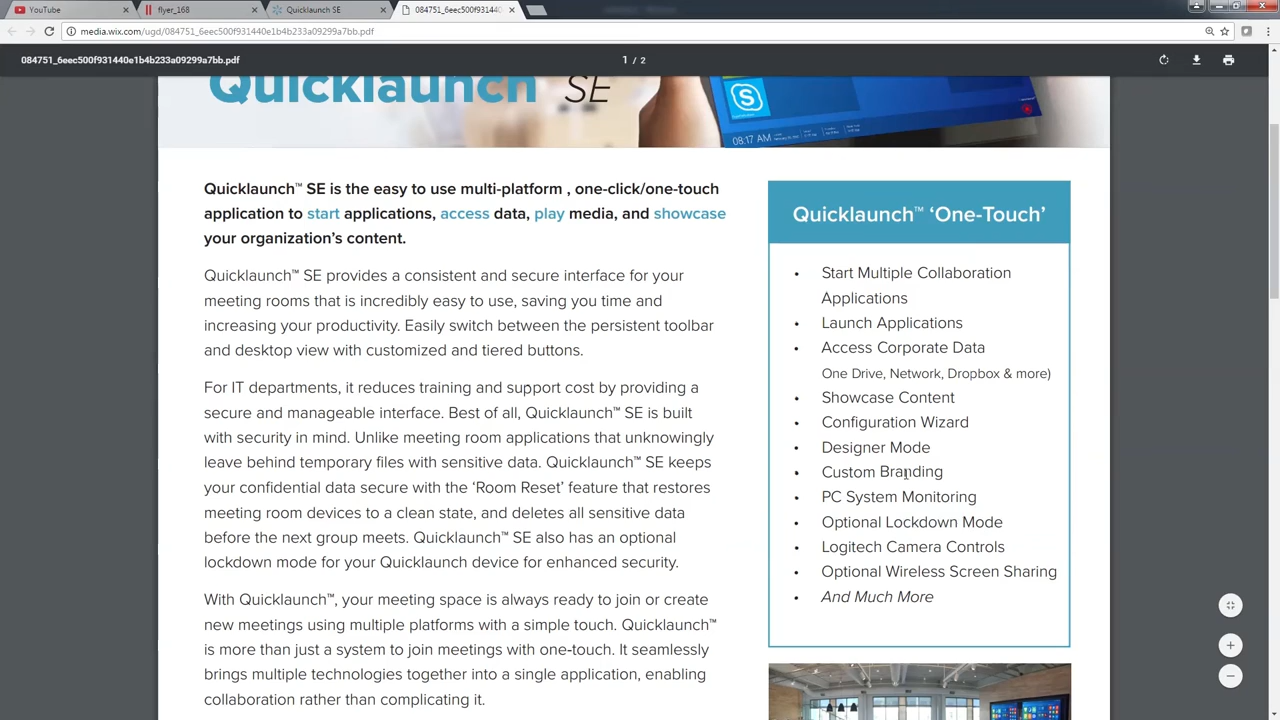 YouTube
flyer_168
Quicklaunch SE
084751_6eec500f931440
media.wix.com/ugd/084751_6eec500f931440e1b4b233a09299a7bb.pdf
084751_6eec500f931440e1b4b233a09299a7bb.pdf
1 / 2
Quicklaunch SE
08:17 AM
Quicklaunch™ SE is the easy to use multi-platform , one-click/one-touch
application to start applications, access data, play media, and showcase
your organization's content.
Quicklaunch™ SE provides a consistent and secure interface for your
meeting rooms that is incredibly easy to use, saving you time and
increasing your productivity. Easily switch between the persistent toolbar
and desktop view with customized and tiered buttons.
For IT departments, it reduces training and support cost by providing a
secure and manageable interface. Best of all, Quicklaunch™ SE is built
with security in mind. Unlike meeting room applications that unknowingly
leave behind temporary files with sensitive data. Quicklaunch™ SE keeps
your confidential data secure with the ‘Room Reset’ feature that restores
meeting room devices to a clean state, and deletes all sensitive data
before the next group meets. Quicklaunch™ SE also has an optional
lockdown mode for your Quicklaunch device for enhanced security.
With Quicklaunch™, your meeting space is always ready to join or create
new meetings using multiple platforms with a simple touch. Quicklaunch™
is more than just a system to join meetings with one-touch. It seamlessly
brings multiple technologies together into a single application, enabling
collaboration rather than complicating it.
Quicklaunch™ ‘One-Touch’
• Start Multiple Collaboration
Applications
• Launch Applications
• Access Corporate Data
One Drive, Network, Dropbox & more)
• Showcase Content
• Configuration Wizard
• Designer Mode
• Custom Branding
• PC System Monitoring
• Optional Lockdown Mode
• Logitech Camera Controls
• Optional Wireless Screen Sharing
• And Much More